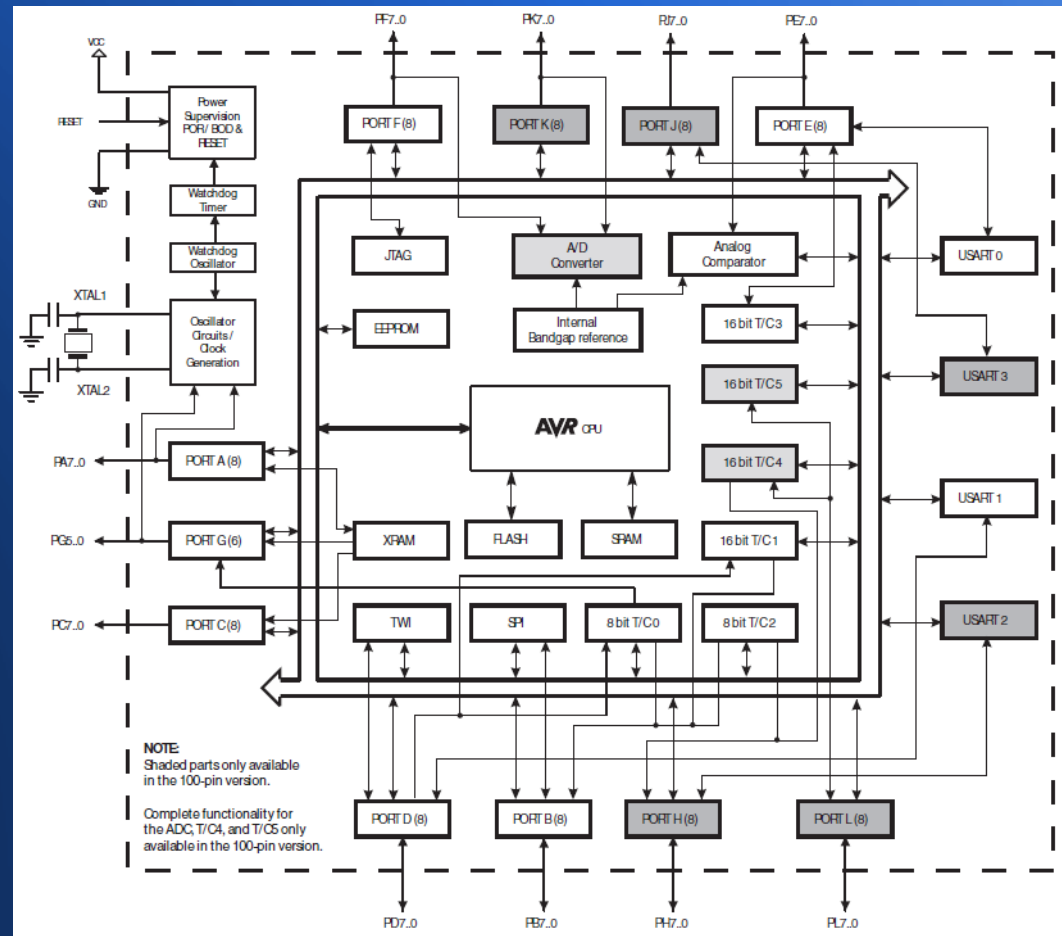 PF7..0
PK7..0
PJ7..0
PE7..0
VCC
RESET
GND
Power
Supervision
POR / BOD &
RESET
PORT F (8)
PORT K (8)
PORT J (8)
PORT E (8)
Watchdog
Timer
Watchdog
Oscillator
JTAG
A/D
Converter
Analog
Comparator
USART 0
XTAL1
Oscillator
Circuits /
Clock
Generation
XTAL2
EEPROM
Internal
Bandgap reference
16 bit T/C3
16 bit T/C5
USART 3
AVR CPU
PA7..0
PORT A (8)
16 bit T/C4
USART 1
PG5..0
PORT G (6)
XRAM
FLASH
SRAM
16 bit T/C1
PC7..0
PORT C (8)
TWI
SPI
8 bit T/C0
8 bit T/C2
USART 2
NOTE:
Shaded parts only available
in the 100-pin version.
Complete functionality for
the ADC, T/C4, and T/C5 only
available in the 100-pin version.
PORT D (8)
PORT B (8)
PORT H (8)
PORT L (8)
PD7..0
PB7..0
PH7..0
PL7..0